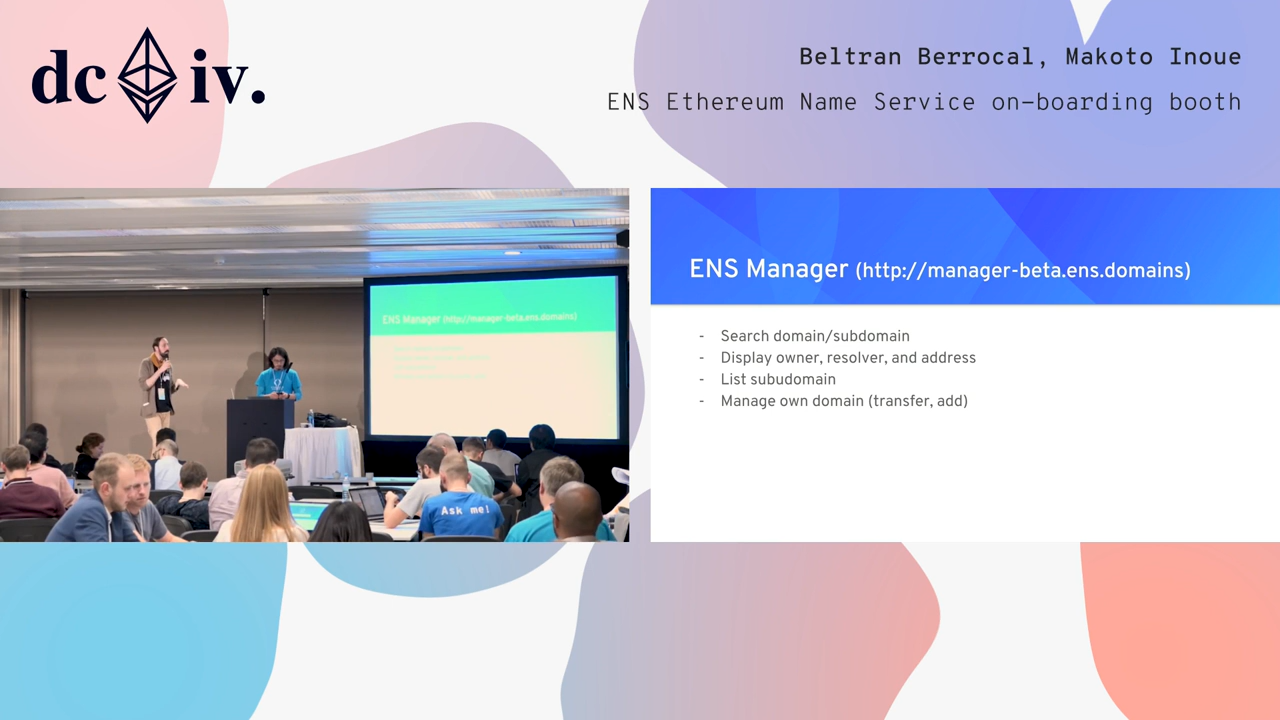 dc iv.
Beltran Berrocal, Makoto Inoue
ENS Ethereum Name Service on-boarding booth
ENS Manager (http://manager-beta.ens.domains)
ENS Manager (http://manager-beta.ens.domains)
- Search domain/subdomain
- Display owner, resolver, and address
- List subudomain
- Manage own domain (transfer, add)
Ask me!